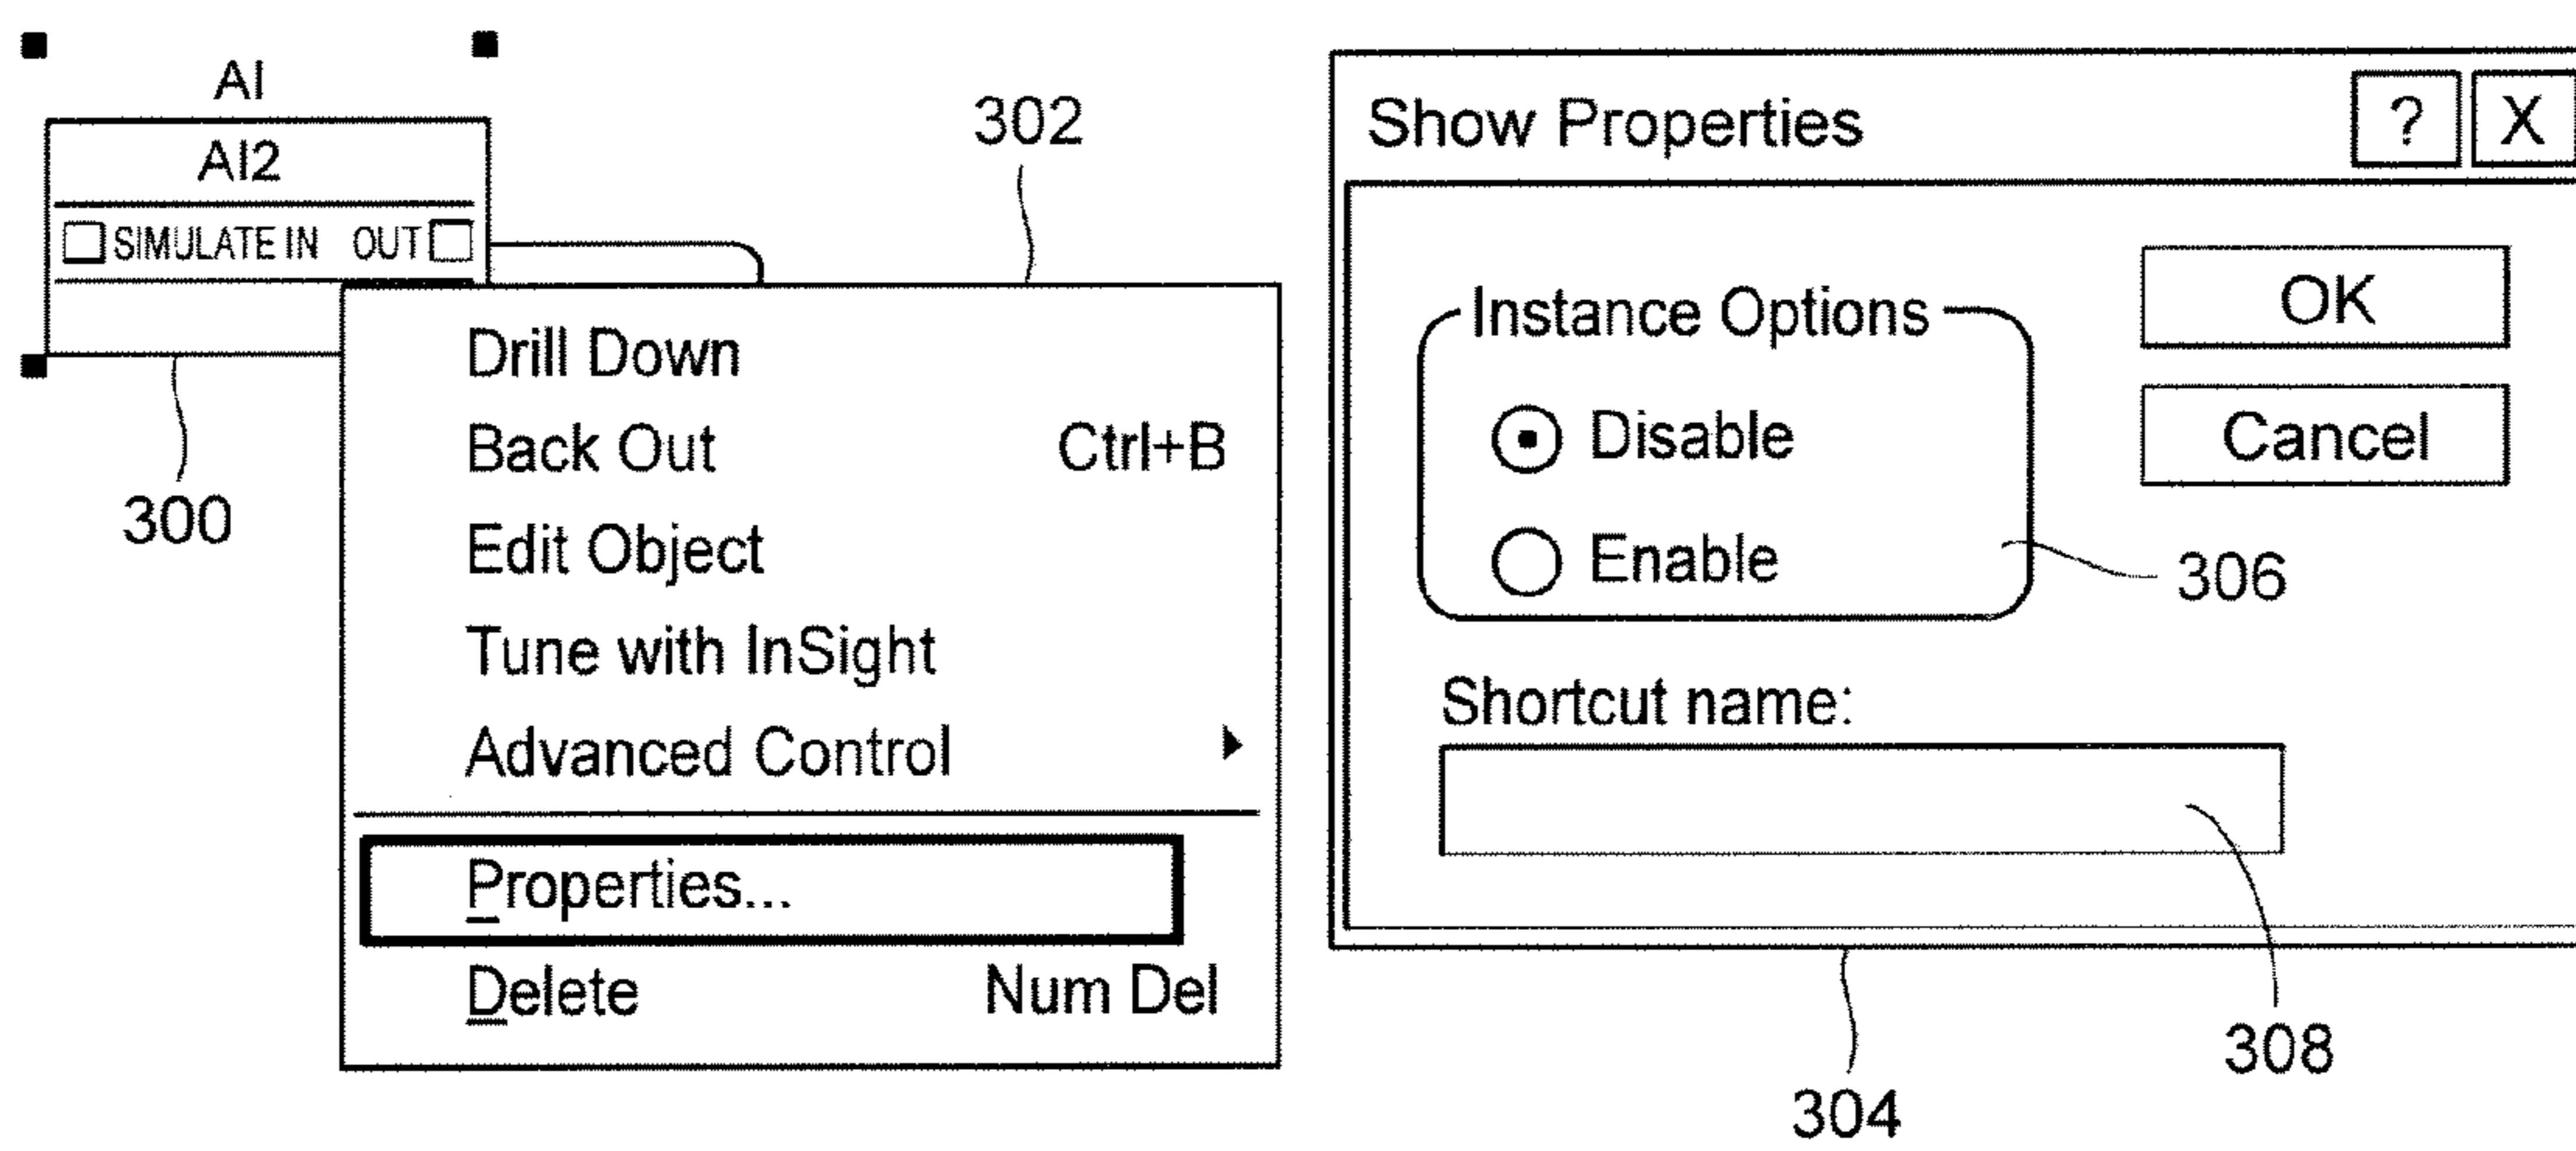 AI
AI2
SIMULATE IN OUT
300
302
Drill Down
Back Out Ctrl+B
Edit Object
Tune with InSight
Advanced Control
Properties...
Delete Num Del
Show Properties ? X
Instance Options
Disable
Enable
OK
Cancel
306
Shortcut name:
308
304